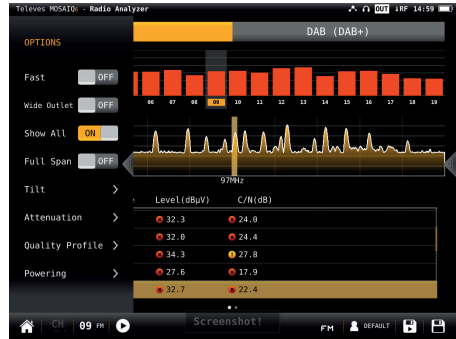 Televes MOSAIQ6 - Radio Analyzer
OUT ↓RF 14:59
OPTIONS
DAB (DAB+)
Fast OFF
Wide Outlet OFF
Show All ON
Full Span OFF
Tilt >
Attenuation >
Quality Profile >
Powering >
06 07 08 09 10 11 12 13 14 15 16 17 18 19
97MHz
Level(dBμV) C/N(dB)
32.3 24.0
32.0 24.4
34.3 27.8
27.6 17.9
32.7 22.4
Screenshot!
CH 09 FM
FM DEFAULT